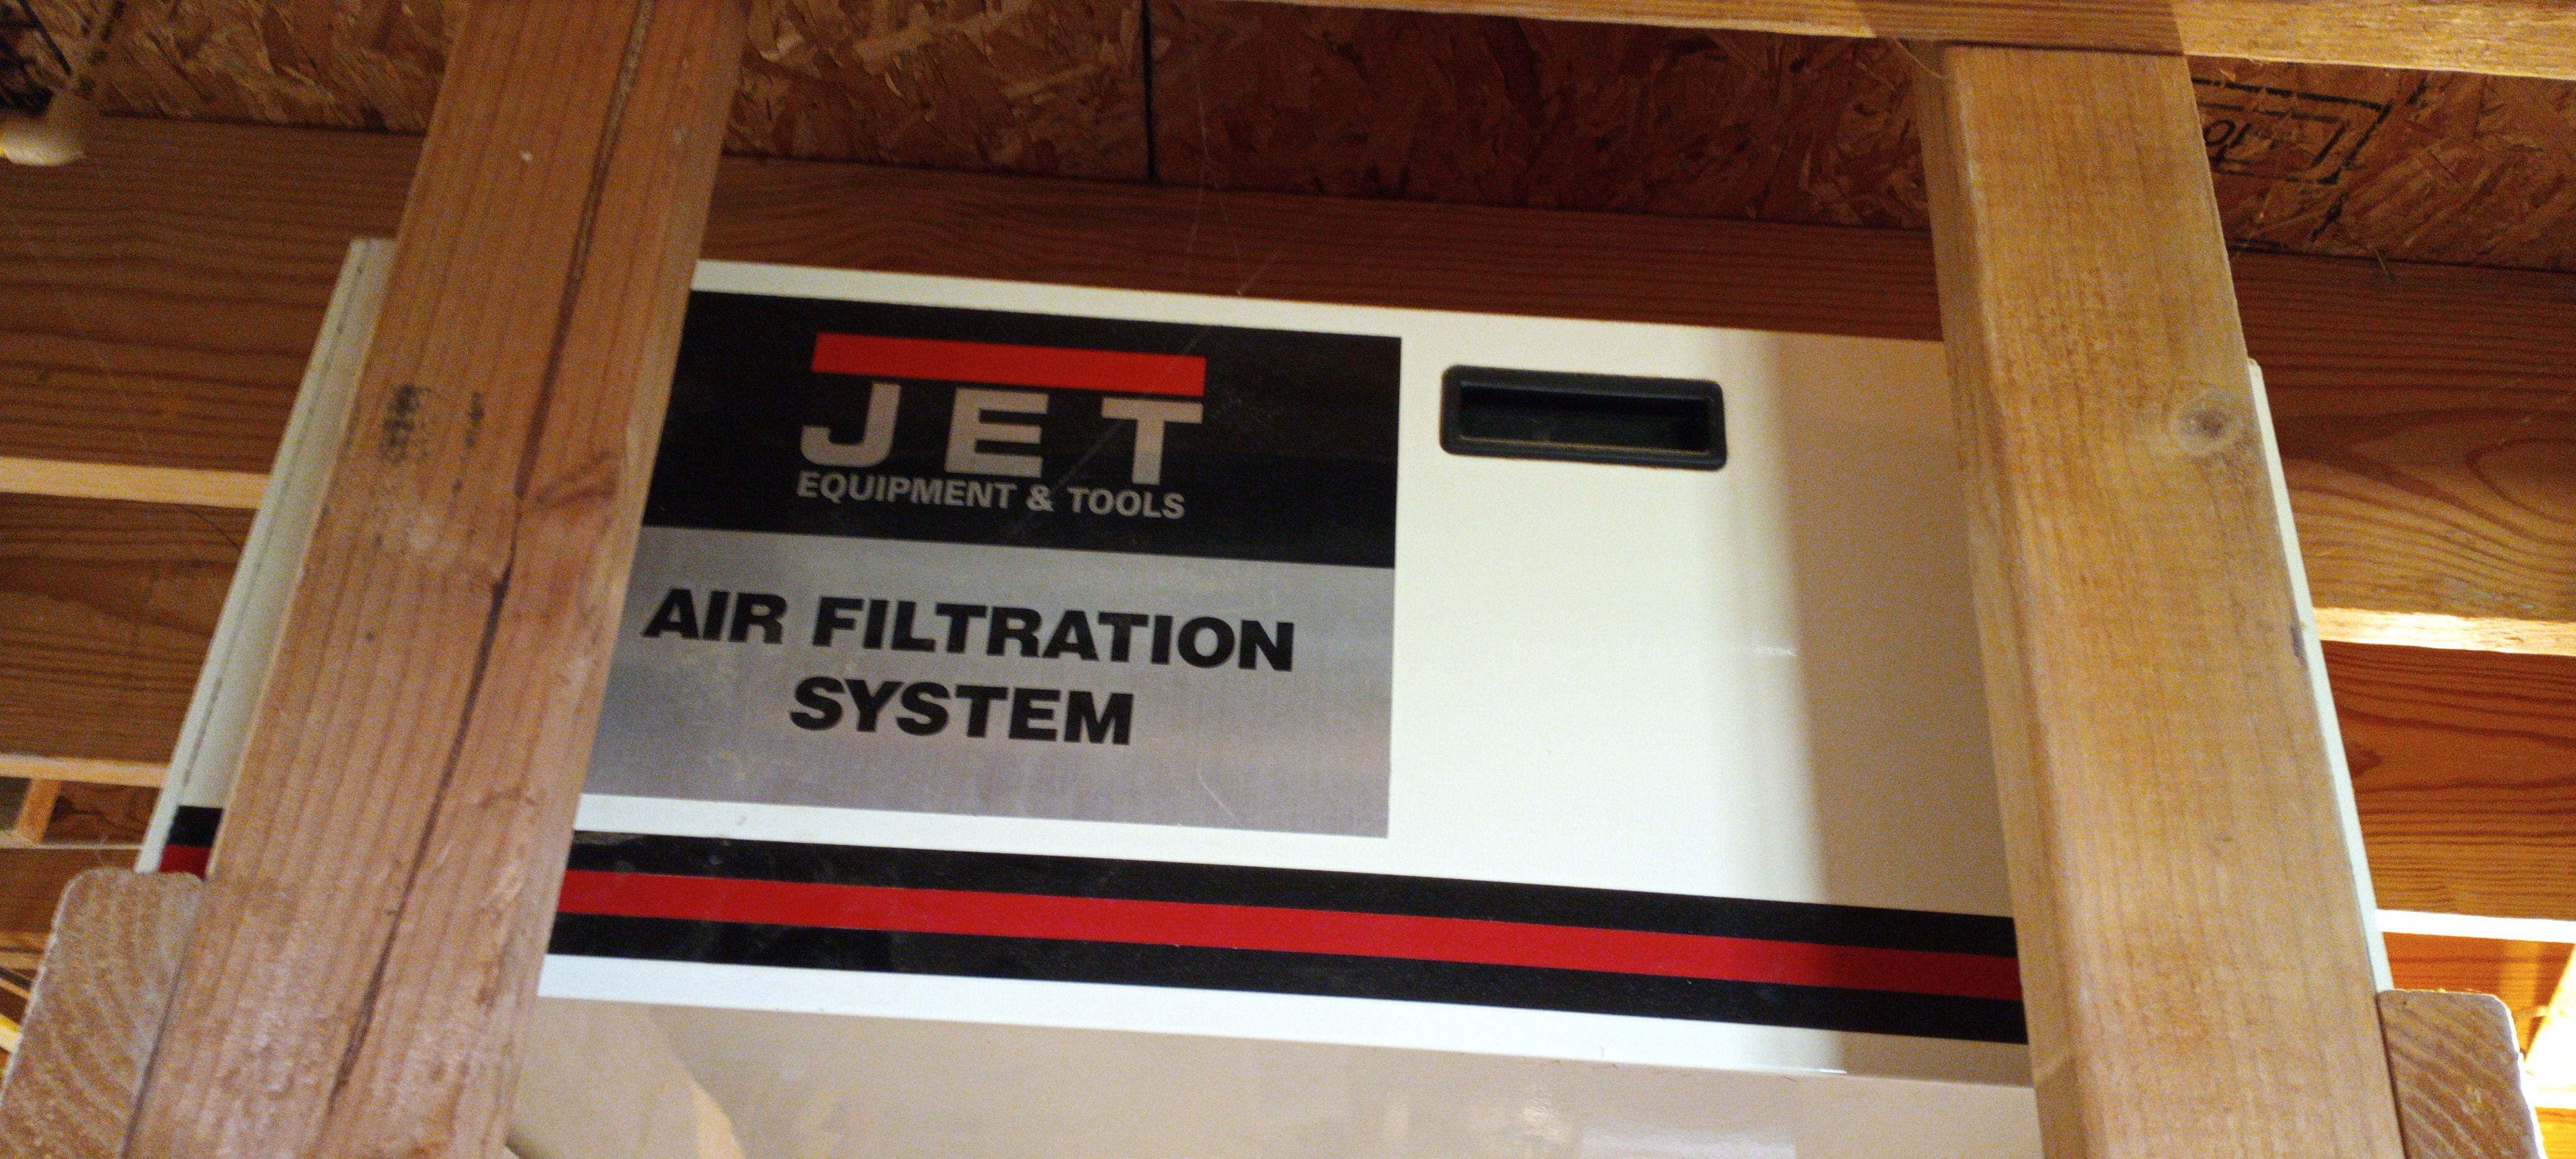 JET
EQUIPMENT & TOOLS
AIR FILTRATION
SYSTEM